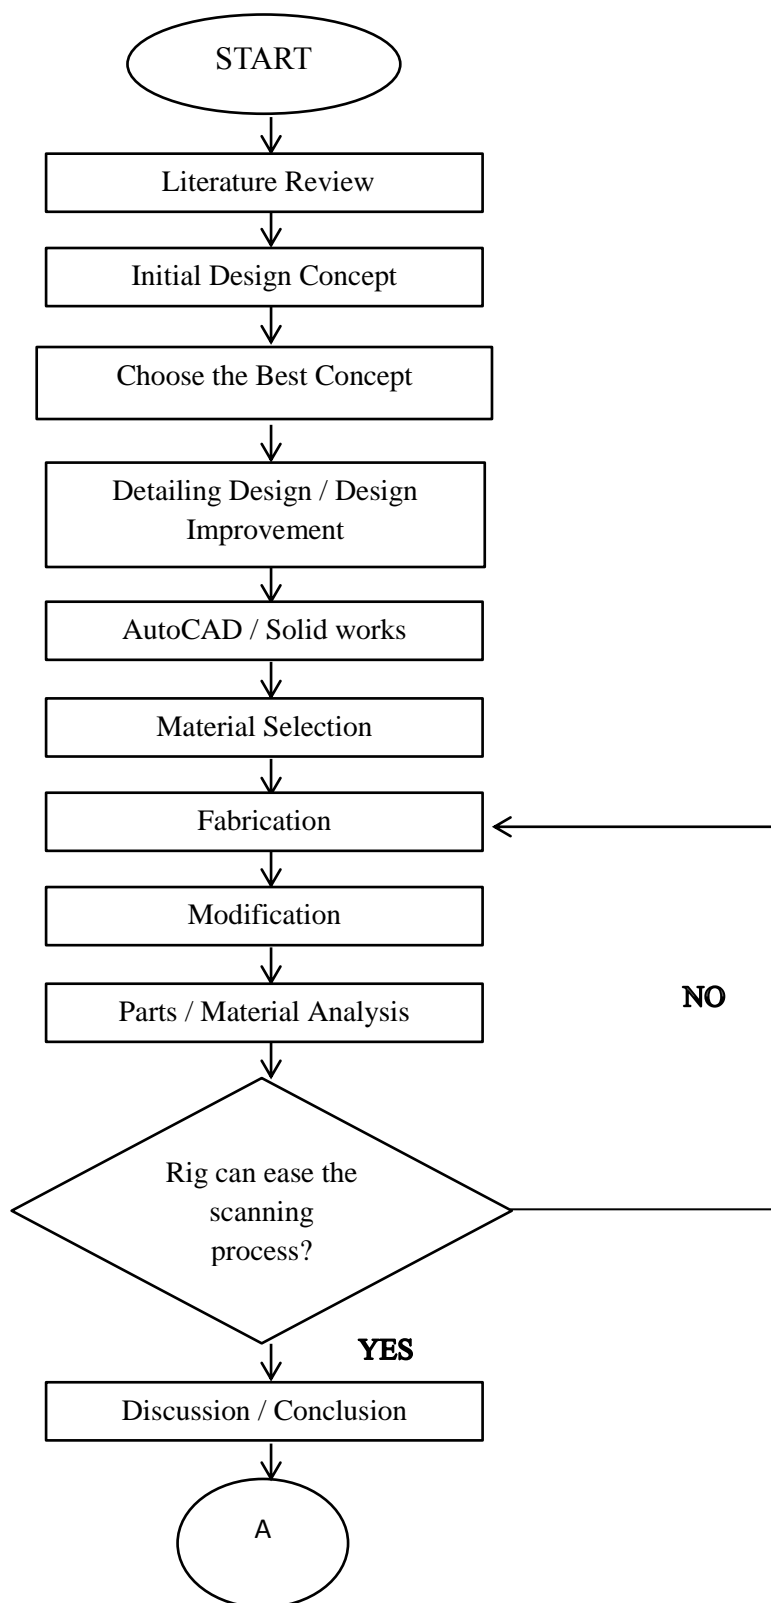 START
Literature Review
Initial Design Concept
Choose the Best Concept
Detailing Design / Design
Improvement
AutoCAD / Solid works
Material Selection
Fabrication
Modification
Parts / Material Analysis
NO
Rig can ease the
scanning
process?
YES
Discussion / Conclusion
A